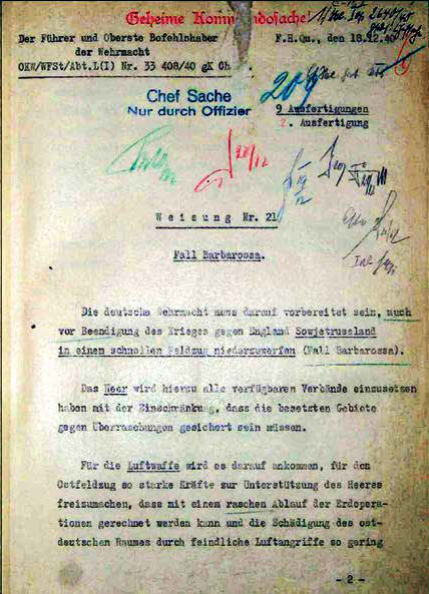 Geheime Kommandosache
Der Führer und Oberste Befehlshaber
der Wehrmacht
OKW/WFSt/Abt.L(I) Nr. 33 408/40 gK Ch
F.H.Qu., den 18.12.40
Chef Sache
Nur durch Offizier
209
9 Ausfertigungen
2. Ausfertigung
Weisung Nr. 21
Fall Barbarossa.
Die deutsche Wehrmacht muss darauf vorbereitet sein, auch
vor Beendigung des Krieges gegen England Sowjetrussland
in einem schnellen Feldzug niederzuwerfen (Fall Barbarossa).
Das Heer wird hierzu alle verfügbaren Verbände einzusetzen
haben mit der Einschränkung, dass die besetzten Gebiete
gegen Überraschungen gesichert sein müssen.
Für die Luftwaffe wird es darauf ankommen, für den
Ostfeldzug so starke Kräfte zur Unterstützung des Heeres
freizumachen, dass mit einem raschen Ablauf der Erdopera-
tionen gerechnet werden kann und die Schädigung des ost-
deutschen Raumes durch feindliche Luftangriffe so gering
- 2 -